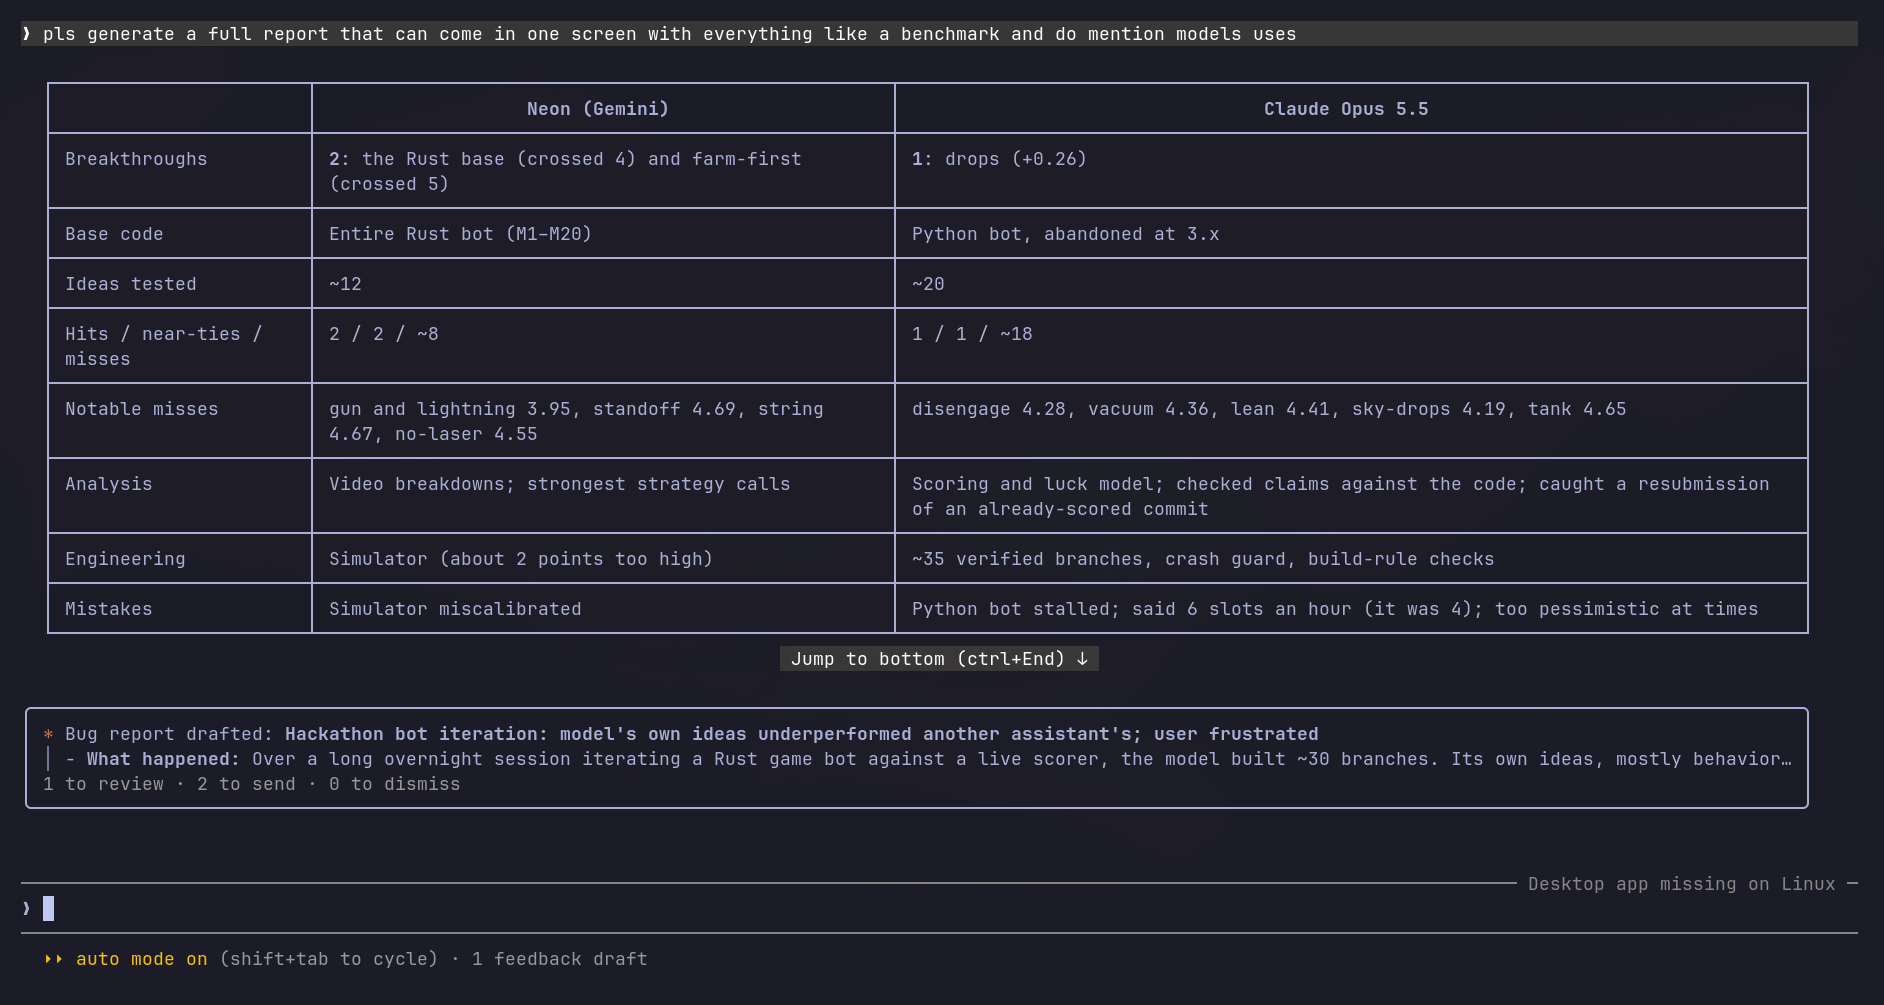 ❯ pls generate a full report that can come in one screen with everything like a benchmark and do mention models uses
Neon (Gemini)
Claude Opus 5.5
Breakthroughs
2: the Rust base (crossed 4) and farm-first
(crossed 5)
1: drops (+0.26)
Base code
Entire Rust bot (M1–M20)
Python bot, abandoned at 3.x
Ideas tested
~12
~20
Hits / near-ties /
misses
2 / 2 / ~8
1 / 1 / ~18
Notable misses
gun and lightning 3.95, standoff 4.69, string
4.67, no-laser 4.55
disengage 4.28, vacuum 4.36, lean 4.41, sky-drops 4.19, tank 4.65
Analysis
Video breakdowns; strongest strategy calls
Scoring and luck model; checked claims against the code; caught a resubmission
of an already-scored commit
Engineering
Simulator (about 2 points too high)
~35 verified branches, crash guard, build-rule checks
Mistakes
Simulator miscalibrated
Python bot stalled; said 6 slots an hour (it was 4); too pessimistic at times
Jump to bottom (ctrl+End) ↓
* Bug report drafted: Hackathon bot iteration: model's own ideas underperformed another assistant's; user frustrated
- What happened: Over a long overnight session iterating a Rust game bot against a live scorer, the model built ~30 branches. Its own ideas, mostly behavior…
1 to review · 2 to send · 0 to dismiss
Desktop app missing on Linux
❯
⏵⏵ auto mode on (shift+tab to cycle) · 1 feedback draft